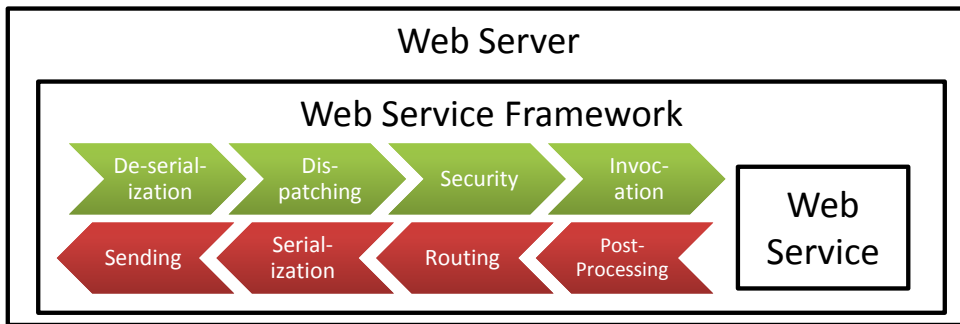 Web Server
Web Service Framework
De-serial-
ization
Dis-
patching
Security
Invoc-
ation
Sending
Serial-
ization
Routing
Post-
Processing
Web
Service